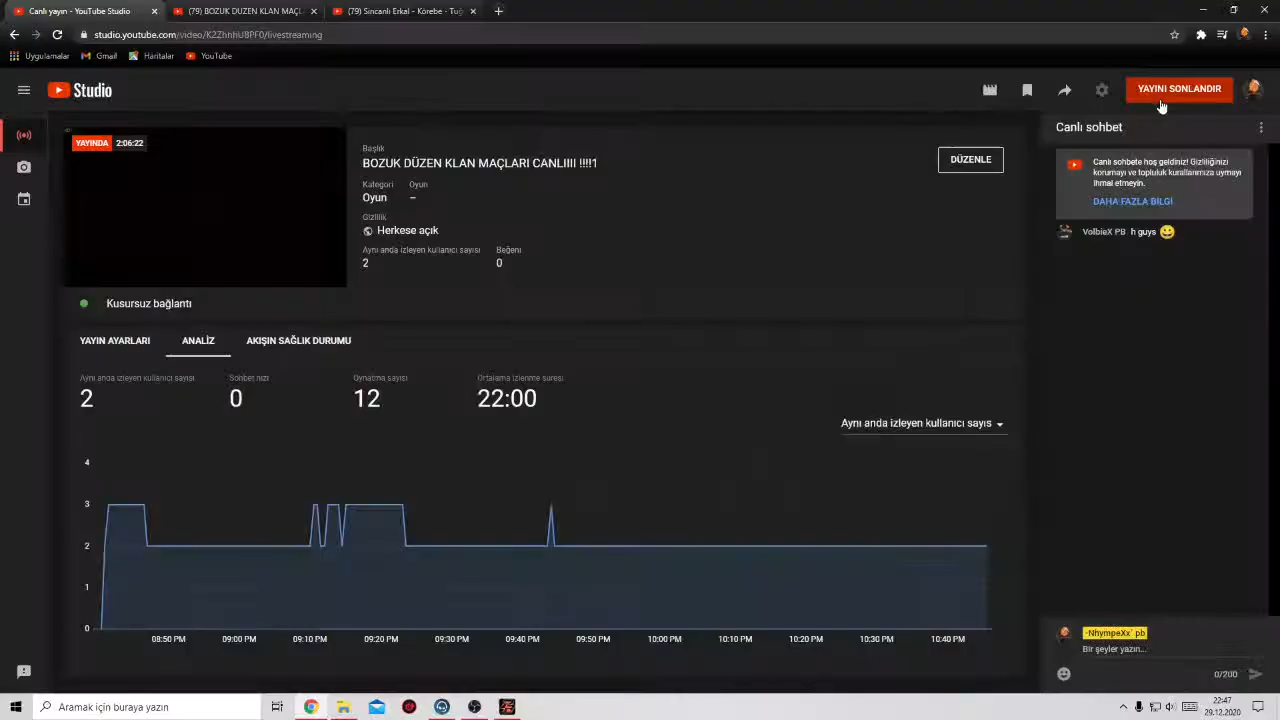 Canlı yayın - YouTube Studio
(79) BOZUK DÜZEN KLAN MAÇL
(79) Sincanlı Erkal - Körebe - Tuğ
studio.youtube.com/video/K2ZhhhU8PF0/livestreaming
Uygulamalar
Gmail
Haritalar
YouTube
Studio
YAYINI SONLANDIR
YAYINDA 2:06:22
Başlık
BOZUK DÜZEN KLAN MAÇLARI CANLIIII !!!!1
DÜZENLE
Kategori Oyun
Oyun –
Gizlilik
Herkese açık
Aynı anda izleyen kullanıcı sayısı Beğeni
2 0
Kusursuz bağlantı
YAYIN AYARLARI ANALİZ AKIŞIN SAĞLIK DURUMU
Aynı anda izleyen kullanıcı sayısı Sohbet hızı Oynatma sayısı Ortalama izlenme süresi
2 0 12 22:00
Aynı anda izleyen kullanıcı sayıs
4
3
2
1
0
08:50 PM 09:00 PM 09:10 PM 09:20 PM 09:30 PM 09:40 PM 09:50 PM 10:00 PM 10:10 PM 10:20 PM 10:30 PM 10:40 PM
Canlı sohbet
Canlı sohbete hoş geldiniz! Gizliliğinizi
korumayı ve topluluk kurallarımıza uymayı
ihmal etmeyin.
DAHA FAZLA BİLGİ
VolbieX PB h guys 😀
-NhympeXx` pb
Bir şeyler yazın...
0/200
Aramak için buraya yazın
22:47
29.12.2020